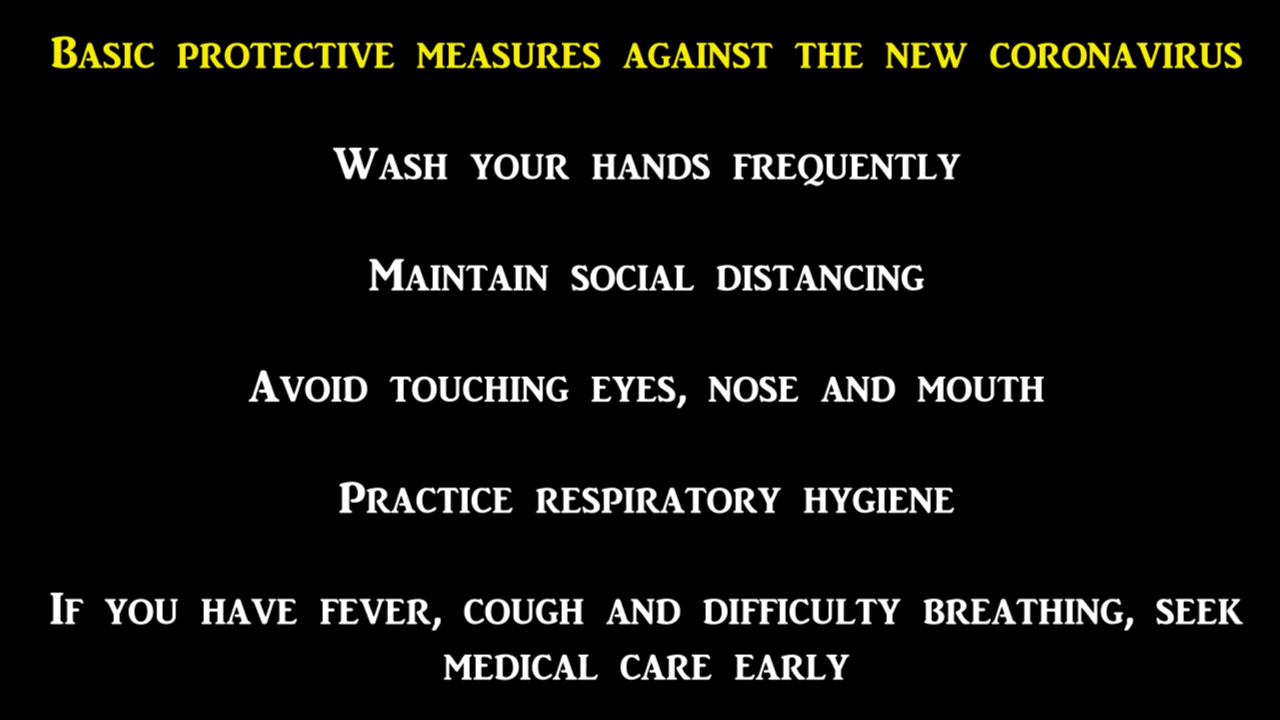 Basic protective measures against the new coronavirus
Wash your hands frequently
Maintain social distancing
Avoid touching eyes, nose and mouth
Practice respiratory hygiene
If you have fever, cough and difficulty breathing, seek
medical care early